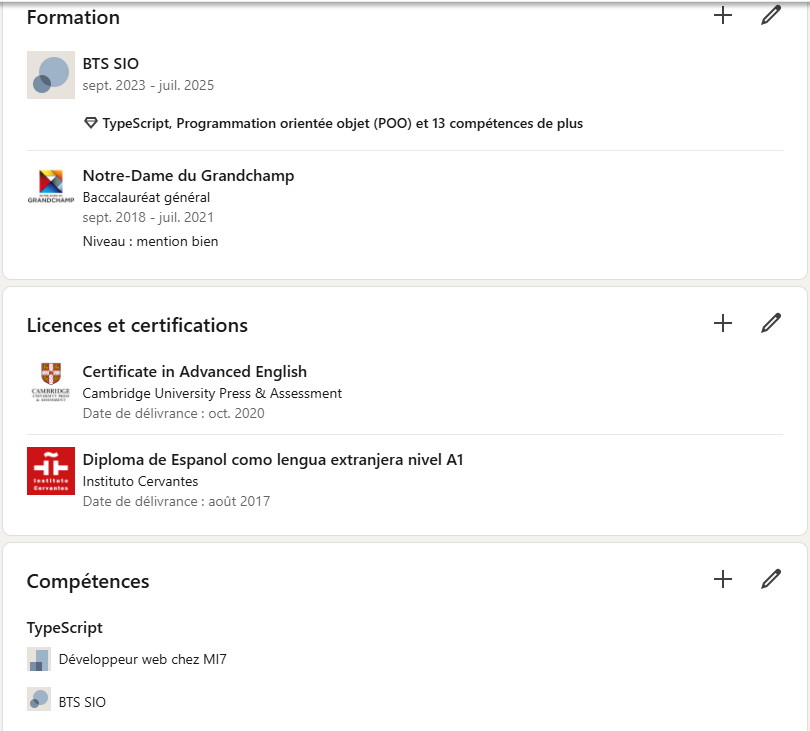 Formation
BTS SIO
sept. 2023 - juil. 2025
TypeScript, Programmation orientée objet (POO) et 13 compétences de plus
GRANDCHAMP
Notre-Dame du Grandchamp
Baccalauréat général
sept. 2018 - juil. 2021
Niveau : mention bien
Licences et certifications
CAMBRIDGE
UNIVERSITY PRESS
& ASSESSMENT
Certificate in Advanced English
Cambridge University Press & Assessment
Date de délivrance : oct. 2020
Instituto
Cervantes
Diploma de Espanol como lengua extranjera nivel A1
Instituto Cervantes
Date de délivrance : août 2017
Compétences
TypeScript
Développeur web chez MI7
BTS SIO